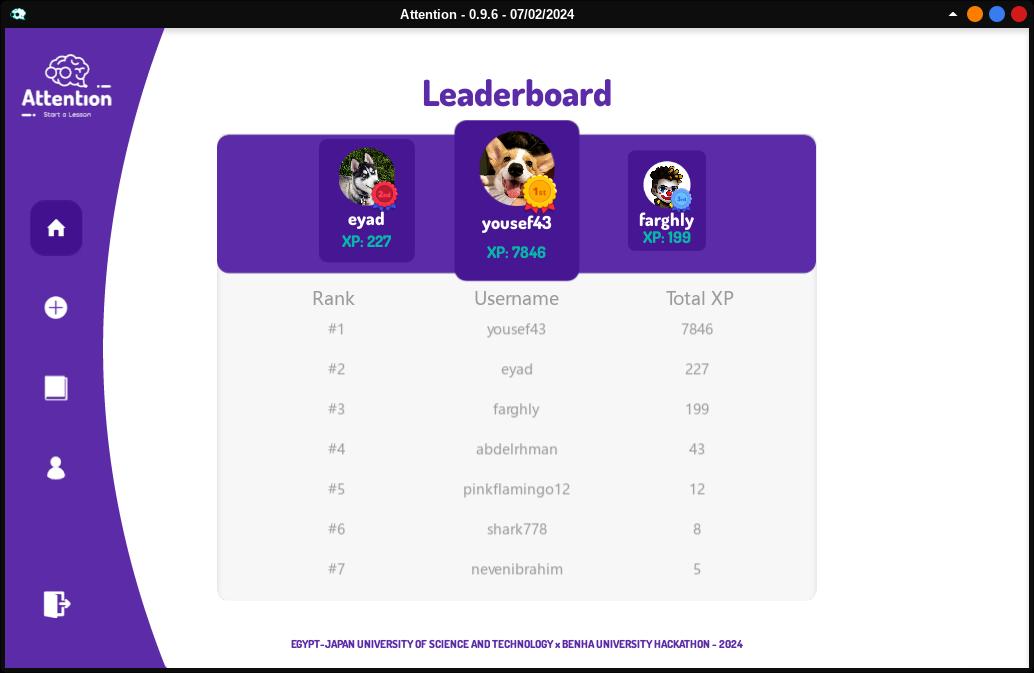 Attention - 0.9.6 - 07/02/2024
Attention
Start a Lesson
Leaderboard
2nd
eyad
XP: 227
1st
yousef43
XP: 7846
3rd
farghly
XP: 199
Rank Username Total XP
#1 yousef43 7846
#2 eyad 227
#3 farghly 199
#4 abdelrhman 43
#5 pinkflamingo12 12
#6 shark778 8
#7 nevenibrahim 5
EGYPT-JAPAN UNIVERSITY OF SCIENCE AND TECHNOLOGY x BENHA UNIVERSITY HACKATHON - 2024